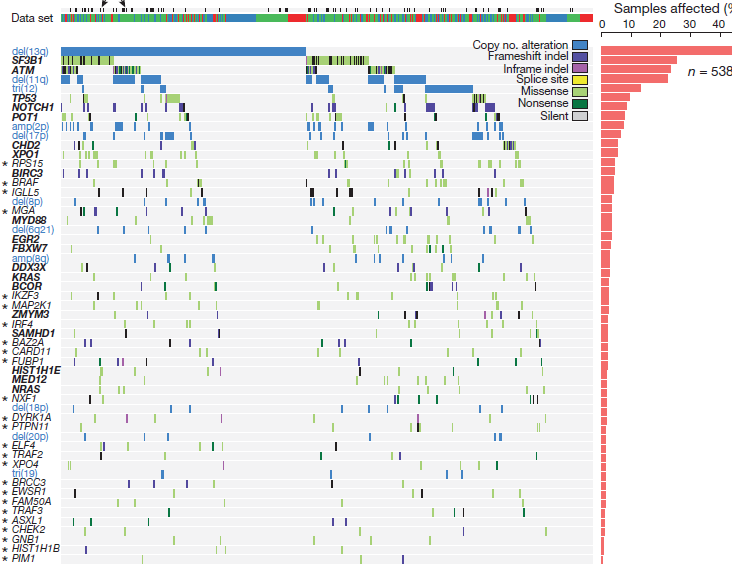 Samples affected (%
Data set
0 10 20 30 40
Copy no. alteration
Frameshift indel
Inframe indel
Splice site
Missense
Nonsense
Silent
n = 538
del(13q)
SF3B1
ATM
del(11q)
tri(12)
TP53
NOTCH1
POT1
amp(2p)
del(17p)
CHD2
XPO1
* RPS15
BIRC3
* BRAF
* IGLL5
del(8p)
* MGA
MYD88
del(6q21)
EGR2
FBXW7
amp(8q)
DDX3X
KRAS
BCOR
* IKZF3
* MAP2K1
ZMYM3
* IRF4
SAMHD1
* BAZ2A
* CARD11
* FUBP1
HIST1H1E
MED12
NRAS
* NXF1
del(18p)
* DYRK1A
* PTPN11
del(20p)
* ELF4
* TRAF2
* XPO4
tri(19)
* BRCC3
* EWSR1
* FAM50A
* TRAF3
* ASXL1
* CHEK2
* GNB1
* HIST1H1B
* PIM1